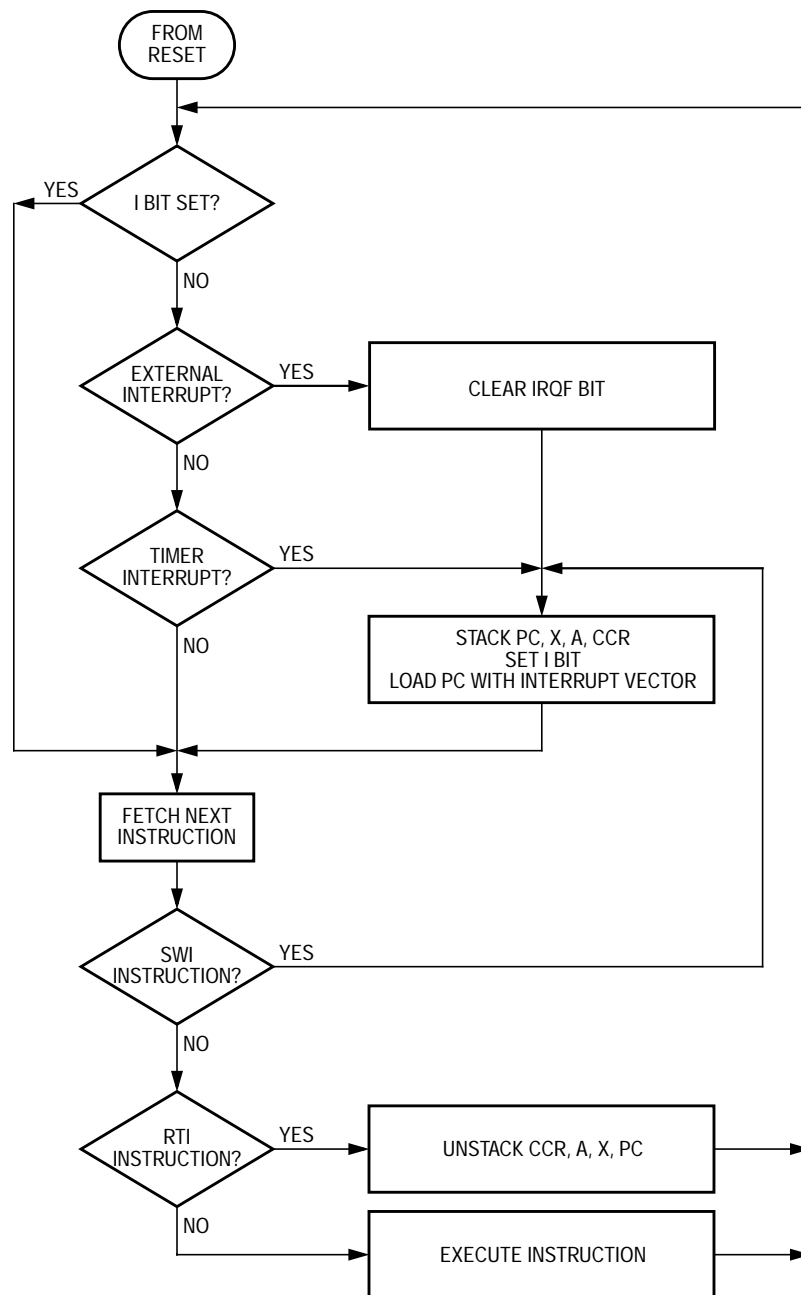 FROM
RESET
YES
I BIT SET?
NO
EXTERNAL
INTERRUPT?
YES
CLEAR IRQF BIT
NO
TIMER
INTERRUPT?
YES
NO
STACK PC, X, A, CCR
SET I BIT
LOAD PC WITH INTERRUPT VECTOR
FETCH NEXT
INSTRUCTION
SWI
INSTRUCTION?
YES
NO
RTI
INSTRUCTION?
YES
UNSTACK CCR, A, X, PC
NO
EXECUTE INSTRUCTION